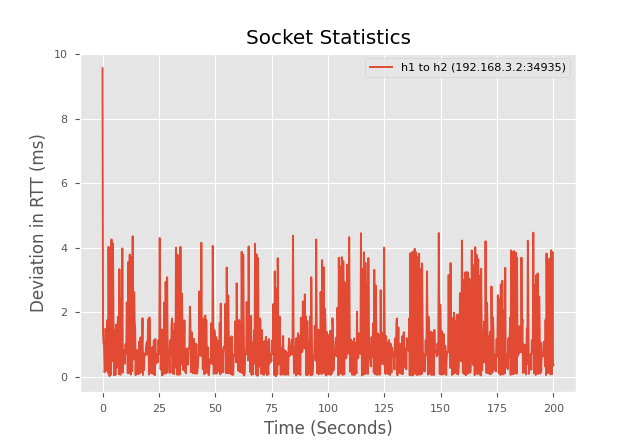 Socket Statistics
h1 to h2 (192.168.3.2:34935)
Deviation in RTT (ms)
10
8
6
4
2
0
0 25 50 75 100 125 150 175 200
Time (Seconds)